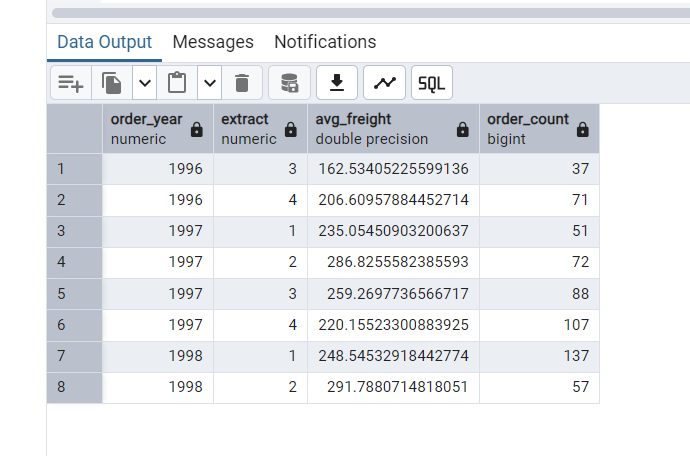 Data Output Messages Notifications
SQL
order_year extract avg_freight order_count
numeric numeric double precision bigint
1 1996 3 162.53405225599136 37
2 1996 4 206.60957884452714 71
3 1997 1 235.05450903200637 51
4 1997 2 286.8255582385593 72
5 1997 3 259.2697736566717 88
6 1997 4 220.15523300883925 107
7 1998 1 248.54532918442774 137
8 1998 2 291.7880714818051 57